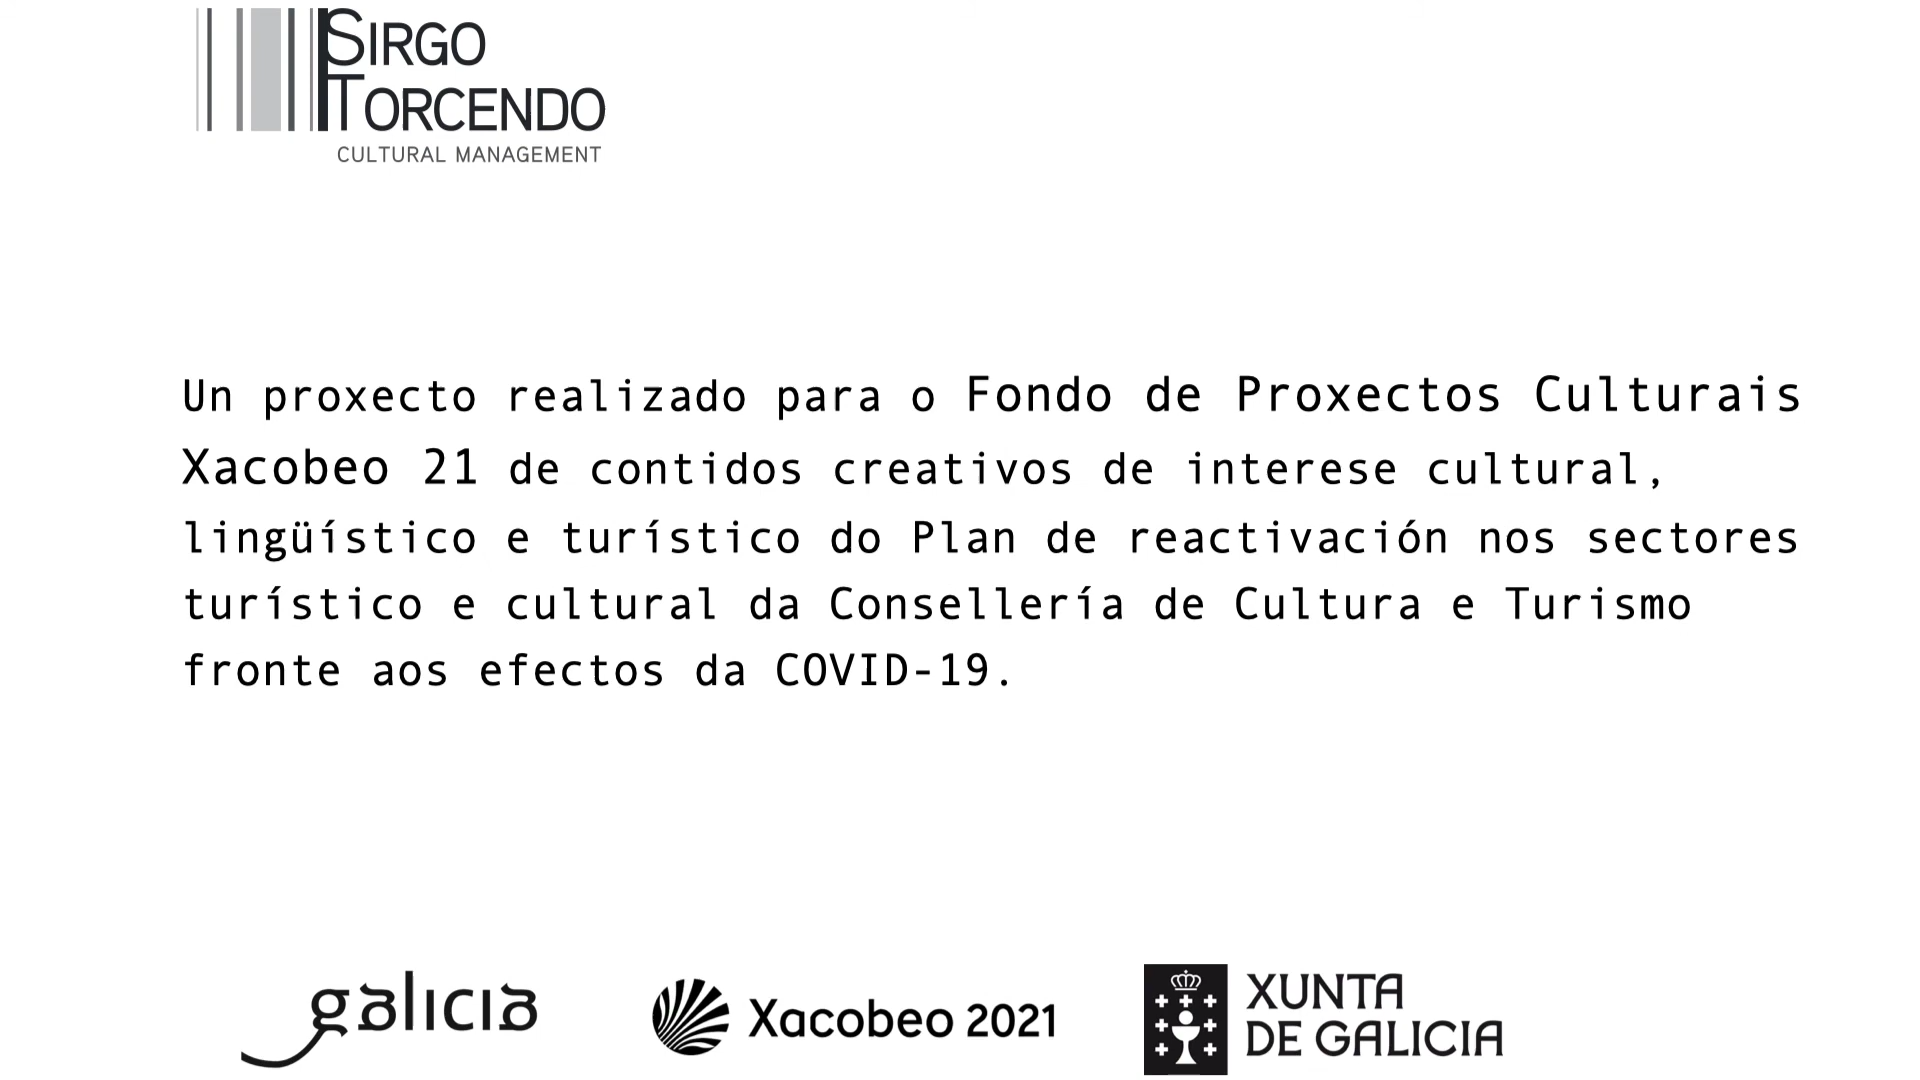 SIRGO
TORCENDO
CULTURAL MANAGEMENT
Un proxecto realizado para o Fondo de Proxectos Culturais
Xacobeo 21 de contidos creativos de interese cultural,
lingüístico e turístico do Plan de reactivación nos sectores
turístico e cultural da Consellería de Cultura e Turismo
fronte aos efectos da COVID-19.
galicia
Xacobeo 2021
XUNTA
DE GALICIA